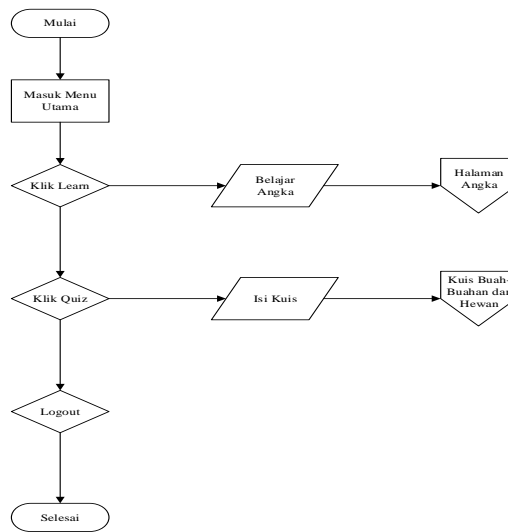 Mulai
Masuk Menu
Utama
Klik Learn
Belajar
Angka
Halaman
Angka
Klik Quiz
Isi Kuis
Kuis Buah-
Buahan dan
Hewan
Logout
Selesai